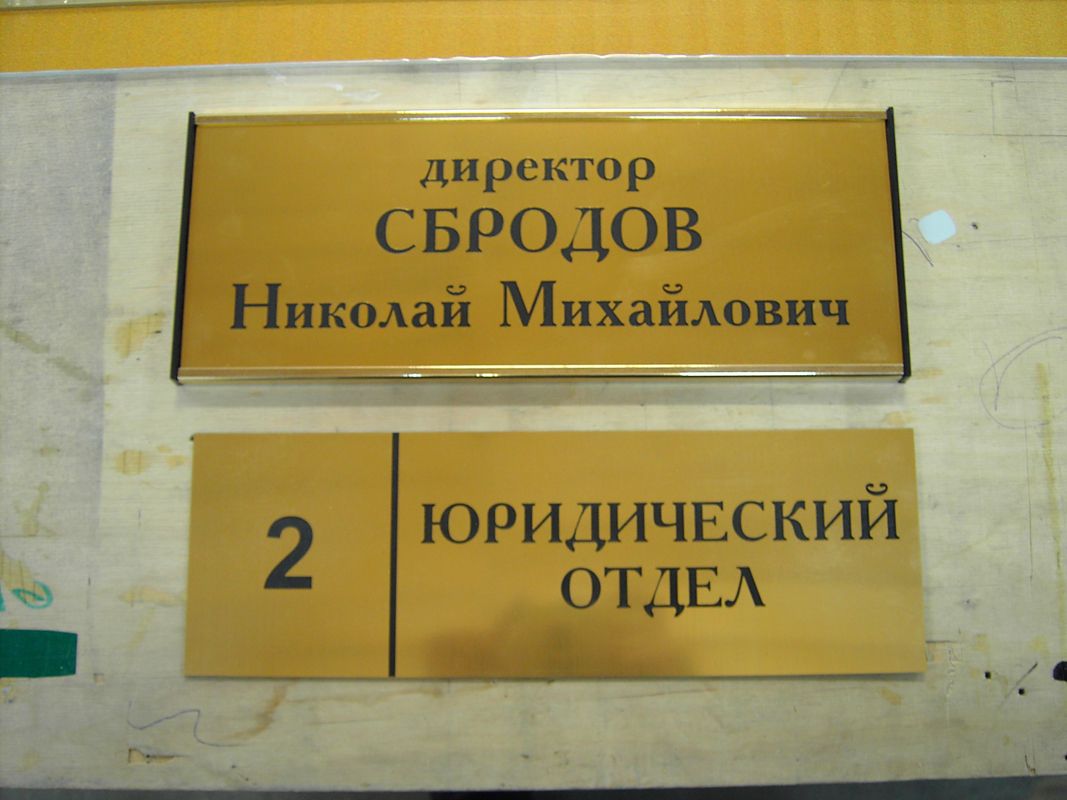 директор
СБРОДОВ
Николай Михайлович
2
ЮРИДИЧЕСКИЙ
ОТДЕЛ